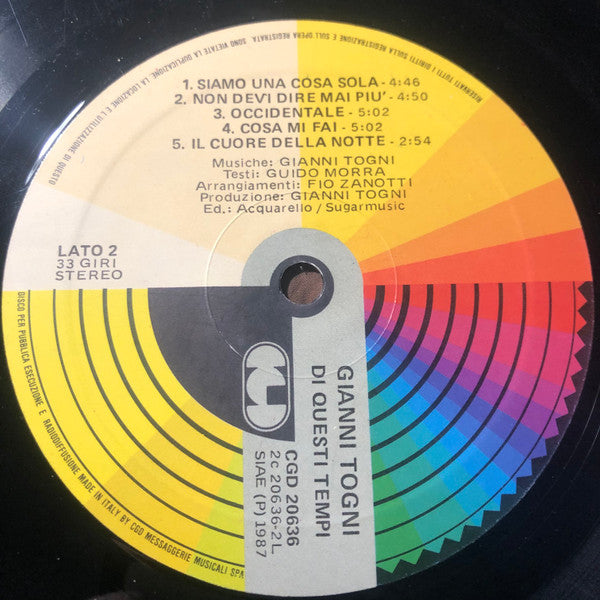 RISERVATI TUTTI I DIRITTI SULLA REGISTRAZIONE E SULL'OPERA REGISTRATA. SONO VIETATE LA DUPLICAZIONE, LA LOCAZIONE E L'UTILIZZAZIONE DI QUESTO
DISCO PER PUBBLICA ESECUZIONE E RADIODIFFUSIONE MADE IN ITALY BY CGD MESSAGGERIE MUSICALI SPA
1. SIAMO UNA COSA SOLA - 4:46
2. NON DEVI DIRE MAI PIU' - 4:50
3. OCCIDENTALE - 5:02
4. COSA MI FAI - 5:02
5. IL CUORE DELLA NOTTE - 2:54
Musiche: GIANNI TOGNI
Testi: GUIDO MORRA
Arrangiamenti: FIO ZANOTTI
Produzione: GIANNI TOGNI
Ed.: Acquarello / Sugarmusic
LATO 2
33 GIRI
STEREO
GIANNI TOGNI
DI QUESTI TEMPI
CGD 20636
2c 20636-2L
SIAE (P) 1987